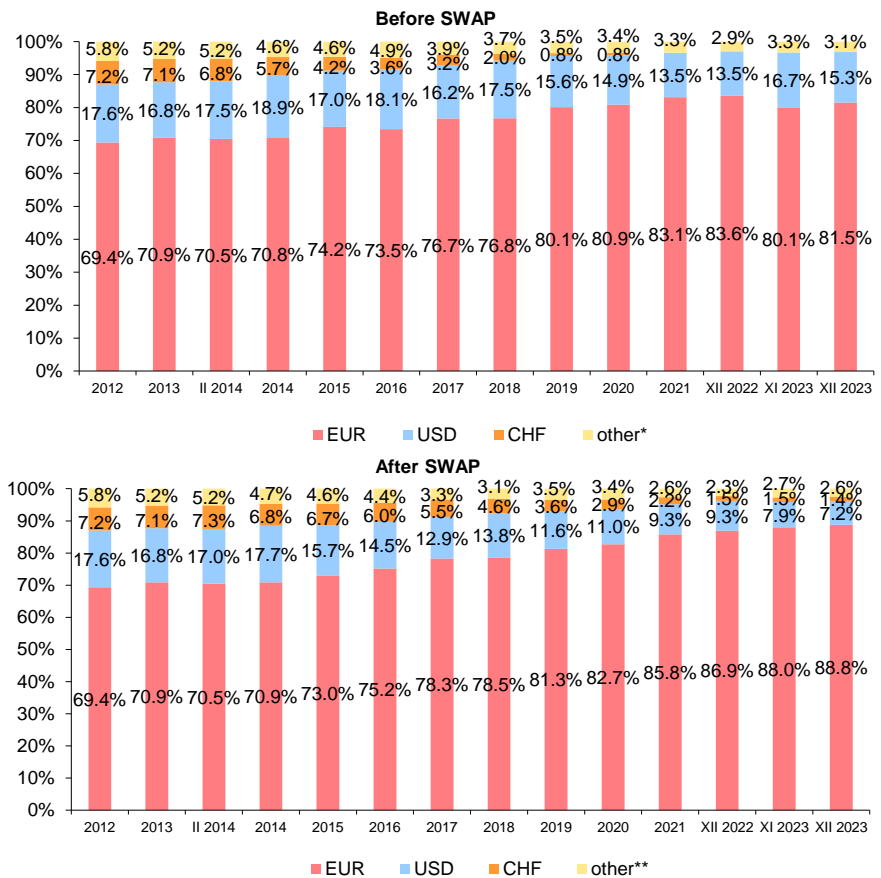 Before SWAP
100%
90%
80%
70%
60%
50%
40%
30%
20%
10%
0%
5.8% 5.2% 5.2% 4.6% 4.6% 4.9% 3.9% 3.7% 3.5% 3.4% 3.3% 2.9% 3.3% 3.1%
7.2% 7.1% 6.8% 5.7% 4.2% 3.6% 3.2% 2.0% 0.8% 0.8%
17.6% 16.8% 17.5% 18.9% 17.0% 18.1% 16.2% 17.5% 15.6% 14.9% 13.5% 13.5% 16.7% 15.3%
69.4% 70.9% 70.5% 70.8% 74.2% 73.5% 76.7% 76.8% 80.1% 80.9% 83.1% 83.6% 80.1% 81.5%
2012 2013 II 2014 2014 2015 2016 2017 2018 2019 2020 2021 XII 2022 XI 2023 XII 2023
EUR USD CHF other*
After SWAP
100%
90%
80%
70%
60%
50%
40%
30%
20%
10%
0%
5.8% 5.2% 5.2% 4.7% 4.6% 4.4% 3.3% 3.1% 3.5% 3.4% 2.6% 2.3% 2.7% 2.6%
7.2% 7.1% 7.3% 6.8% 6.7% 6.0% 5.5% 4.6% 3.6% 2.9% 2.2% 1.5% 1.5% 1.4%
17.6% 16.8% 17.0% 17.7% 15.7% 14.5% 12.9% 13.8% 11.6% 11.0% 9.3% 9.3% 7.9% 7.2%
69.4% 70.9% 70.5% 70.9% 73.0% 75.2% 78.3% 78.5% 81.3% 82.7% 85.8% 86.9% 88.0% 88.8%
2012 2013 II 2014 2014 2015 2016 2017 2018 2019 2020 2021 XII 2022 XI 2023 XII 2023
EUR USD CHF other**